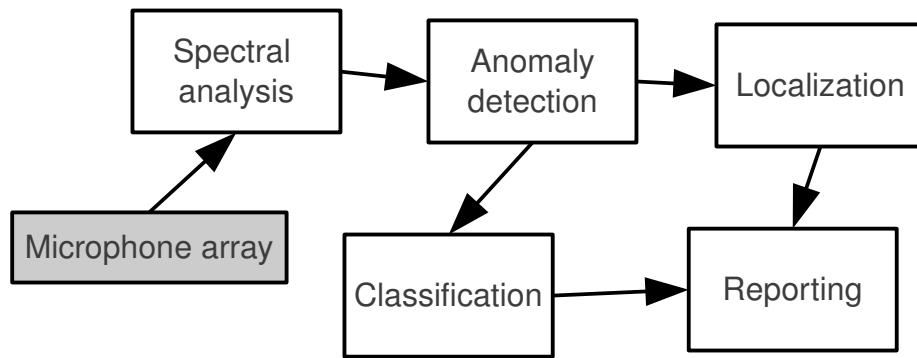 Spectral
analysis
Anomaly
detection
Localization
Microphone array
Classification
Reporting